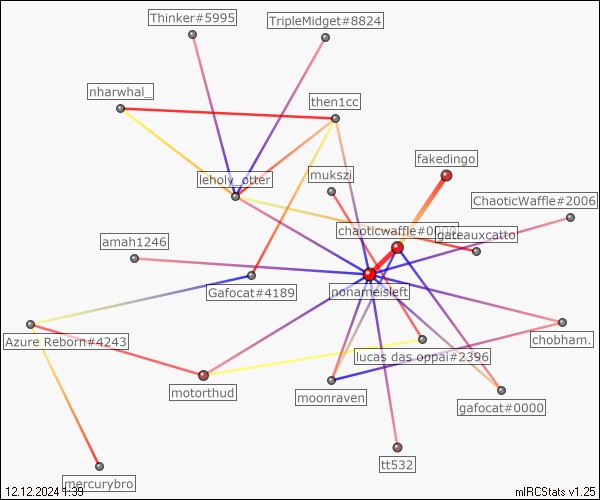 Thinker#5995
TripleMidget#8824
nharwhal_
then1cc
fakedingo
mukszi
leholy_otter
ChaoticWaffle#2006
chaoticwaffle#0000
gateauxcatto
amah1246
nonameisleft
Gafocat#4189
Azure Reborn#4243
chobham.
lucas das oppai#2396
motorthud
moonraven
gafocat#0000
tt532
mercurybro
12.12.2024 1:39
mIRCStats v1.25